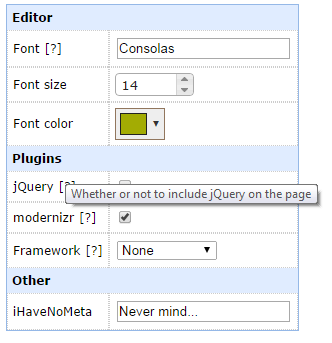 Editor
Font [?] Consolas
Font size 14
Font color
Plugins
jQuery [?]
Whether or not to include jQuery on the page
modernizr [?]
Framework [?] None
Other
iHaveNoMeta Never mind...